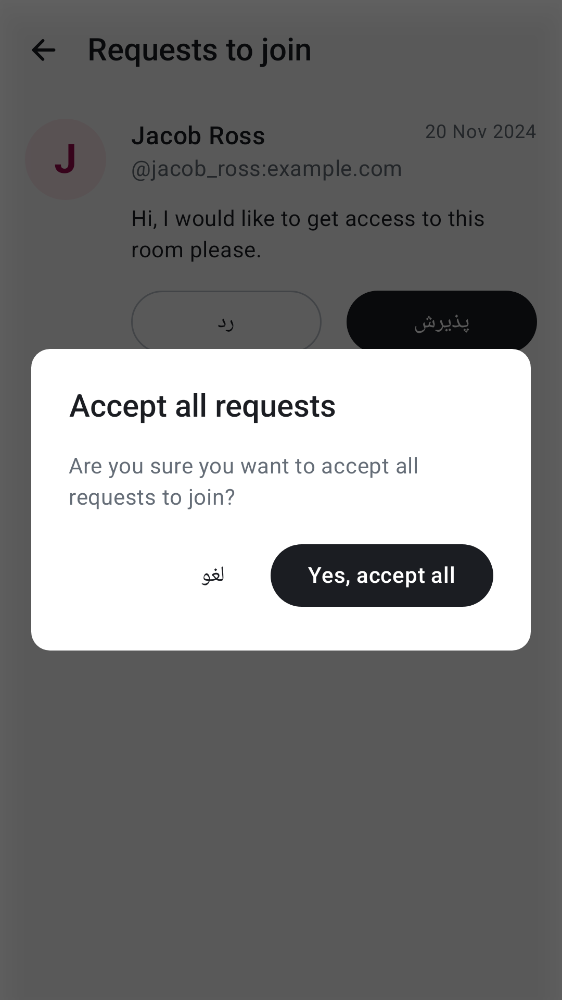 Requests to join
J
Jacob Ross
20 Nov 2024
@jacob_ross:example.com
Hi, I would like to get access to this
room please.
رد
پذیرش
Accept all requests
Are you sure you want to accept all
requests to join?
لغو
Yes, accept all